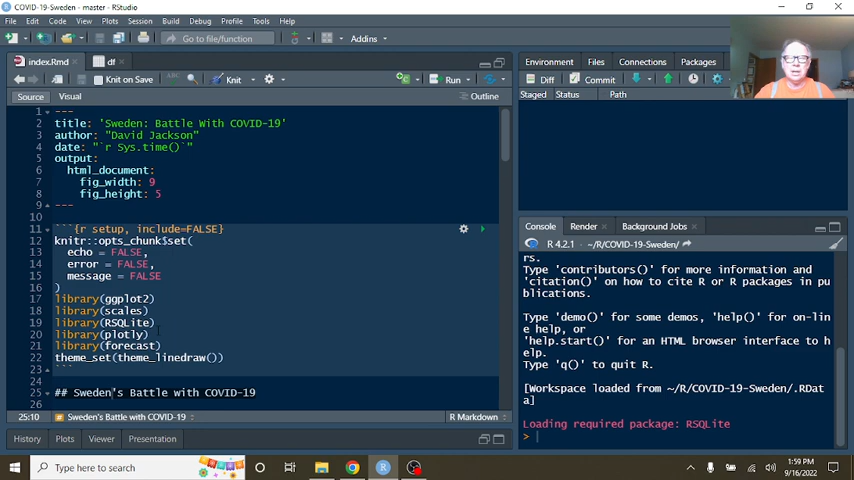 COVID-19-Sweden - master - RStudio
File Edit Code View Plots Session Build Debug Profile Tools Help
Go to file/function Addins
index.Rmd df
Knit on Save ABC Knit Run
Source Visual Outline
1 ---
2 title: 'Sweden: Battle With COVID-19'
3 author: "David Jackson"
4 date: "`r Sys.time()`"
5 output:
6 html_document:
7 fig_width: 9
8 fig_height: 5
9 ---
10
11 ```{r setup, include=FALSE}
12 knitr::opts_chunk$set(
13 echo = FALSE,
14 error = FALSE,
15 message = FALSE
16 )
17 library(ggplot2)
18 library(scales)
19 library(RSQLite)
20 library(plotly)
21 library(forecast)
22 theme_set(theme_linedraw())
23 ```
24
25 ## Sweden's Battle with COVID-19
26
25:10 Sweden's Battle with COVID-19 R Markdown
History Plots Viewer Presentation
Environment Files Connections Packages
Diff Commit
Staged Status Path
Console Render Background Jobs
R 4.2.1 · ~/R/COVID-19-Sweden/
rs.
Type 'contributors()' for more information and
'citation()' on how to cite R or R packages in pu
blications.
Type 'demo()' for some demos, 'help()' for on-lin
e help, or
'help.start()' for an HTML browser interface to h
elp.
Type 'q()' to quit R.
[Workspace loaded from ~/R/COVID-19-Sweden/.RDat
a]
Loading required package: RSQLite
>
Type here to search
1:59 PM
9/16/2022